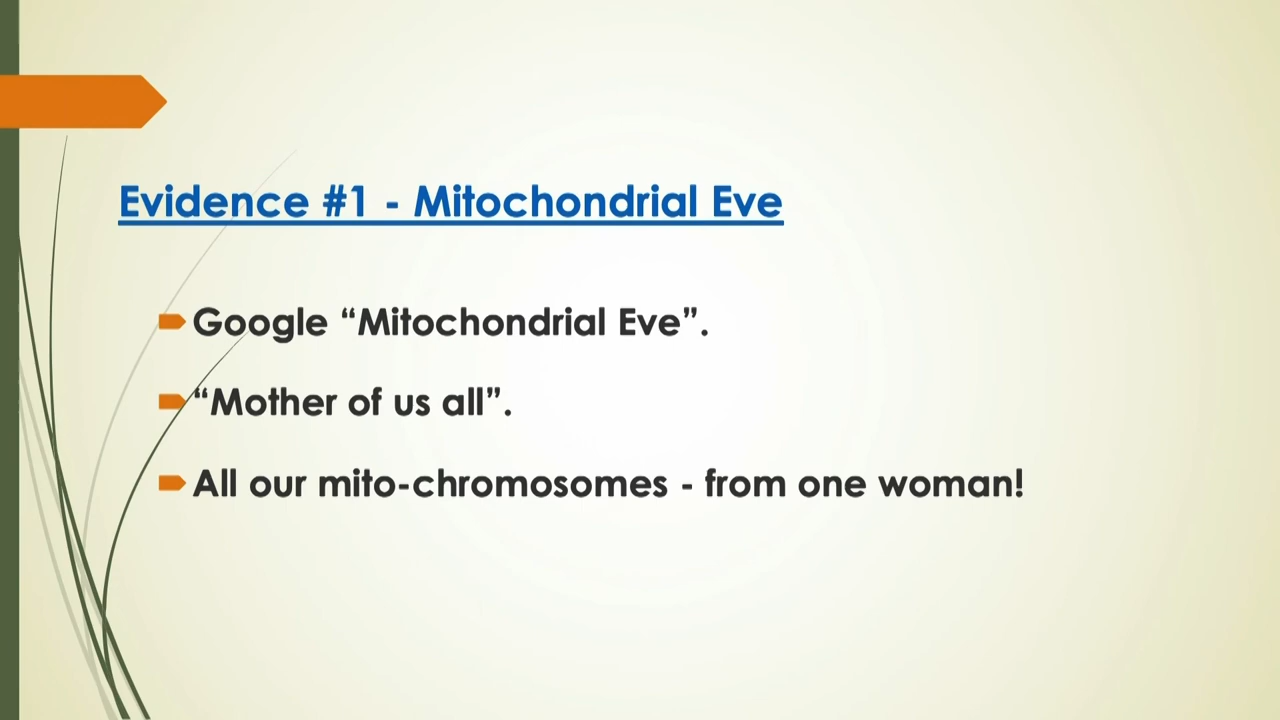 Evidence #1 - Mitochondrial Eve
Google “Mitochondrial Eve”.
“Mother of us all”.
All our mito-chromosomes - from one woman!